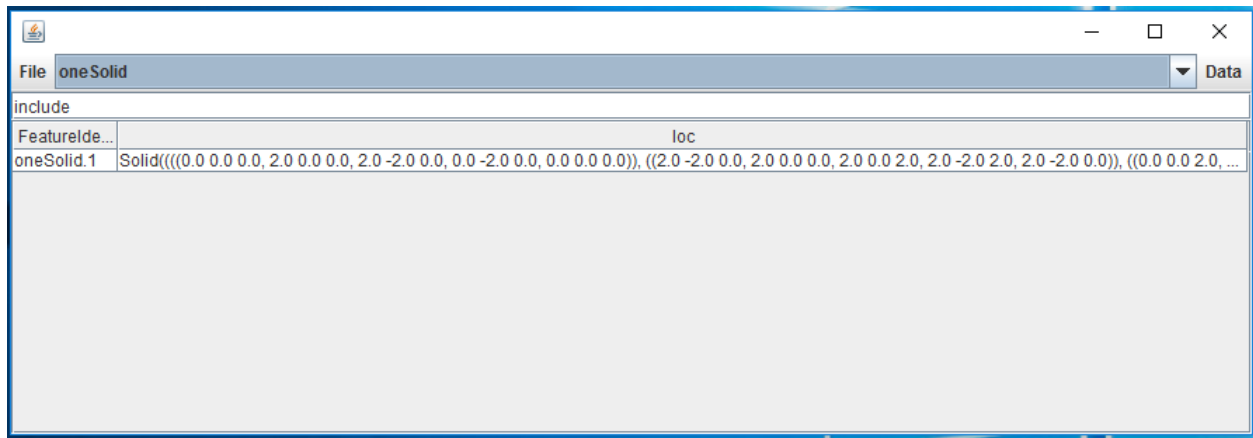 File oneSolid Data
include
FeatureIde... loc
oneSolid.1 Solid((((0.0 0.0 0.0, 2.0 0.0 0.0, 2.0 -2.0 0.0, 0.0 -2.0 0.0, 0.0 0.0 0.0)), ((2.0 -2.0 0.0, 2.0 0.0 0.0, 2.0 0.0 2.0, 2.0 -2.0 2.0, 2.0 -2.0 0.0)), ((0.0 0.0 2.0, ...